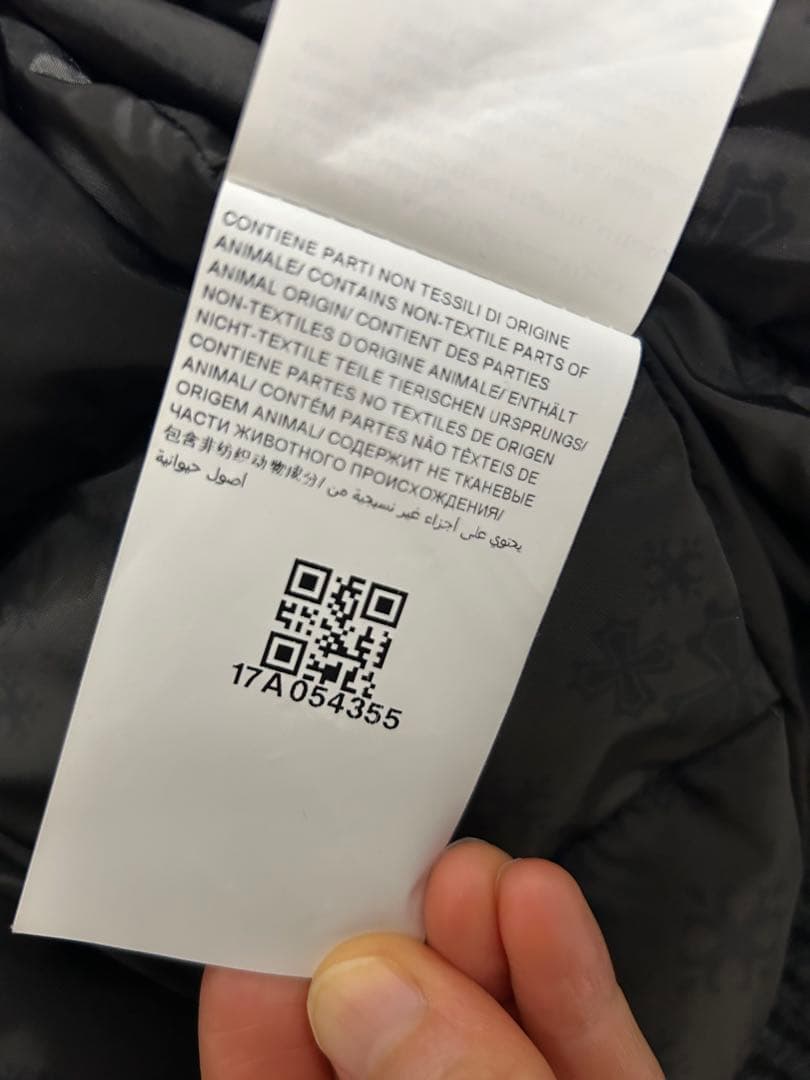 CONTIENE PARTI NON TESSILI DI ORIGINE
ANIMALE/ CONTAINS NON-TEXTILE PARTS OF
ANIMAL ORIGIN/ CONTIENT DES PARTIES
NON-TEXTILES D'ORIGINE ANIMALE/ ENTHÄLT
NICHT-TEXTILE TEILE TIERISCHEN URSPRUNGS/
CONTIENE PARTES NO TEXTILES DE ORIGEN
ANIMAL/ CONTÉM PARTES NÃO TÊXTEIS DE
ORIGEM ANIMAL/ СОДЕРЖИТ НЕ ТКАНЕВЫЕ
ЧАСТИ ЖИВОТНОГО ПРОИСХОЖДЕНИЯ/
包含非纺织动物成分/ يحتوي على أجزاء غير نسيجية من
أصول حيوانية
17A054355